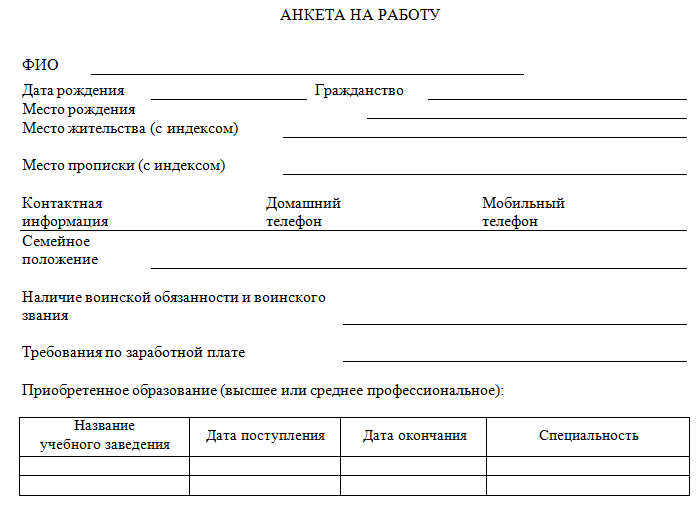 АНКЕТА НА РАБОТУ
ФИО
Дата рождения Гражданство
Место рождения
Место жительства (с индексом)
Место прописки (с индексом)
Контактная Домашний Мобильный
информация телефон телефон
Семейное
положение
Наличие воинской обязанности и воинского
звания
Требования по заработной плате
Приобретенное образование (высшее или среднее профессиональное):
Название
учебного заведения Дата поступления Дата окончания Специальность